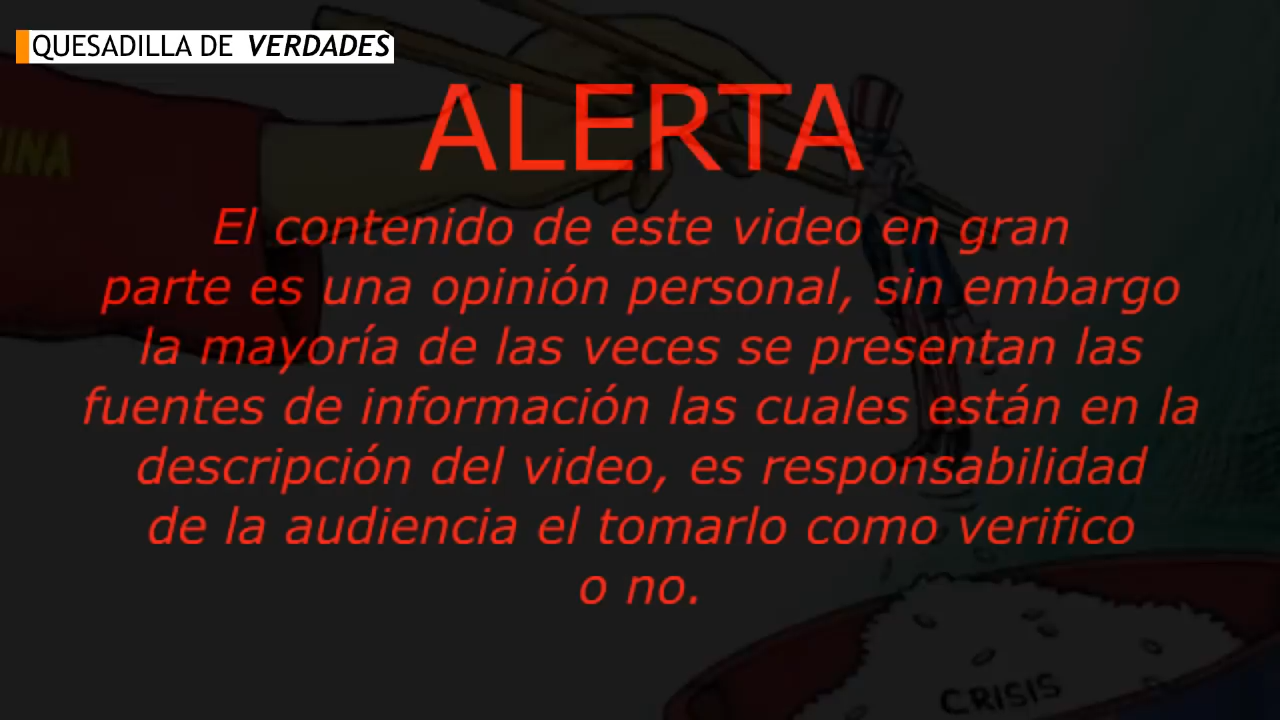 QUESADILLA DE VERDADES
ALERTA
El contenido de este video en gran
parte es una opinión personal, sin embargo
la mayoría de las veces se presentan las
fuentes de información las cuales están en la
descripción del video, es responsabilidad
de la audiencia el tomarlo como verifico
o no.
INA
CRISIS